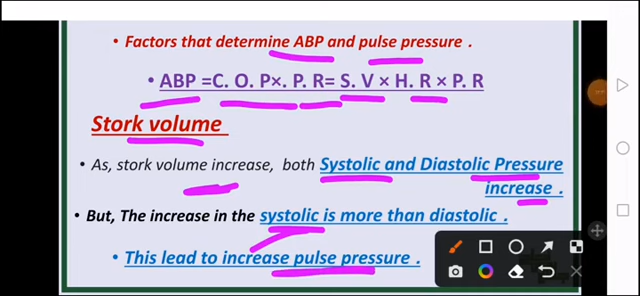 • Factors that determine ABP and pulse pressure .
• ABP =C. O. P×. P. R= S. V × H. R × P. R
Stork volume
• As, stork volume increase, both Systolic and Diastolic Pressure
increase .
• But, The increase in the systolic is more than diastolic .
• This lead to increase pulse pressure .